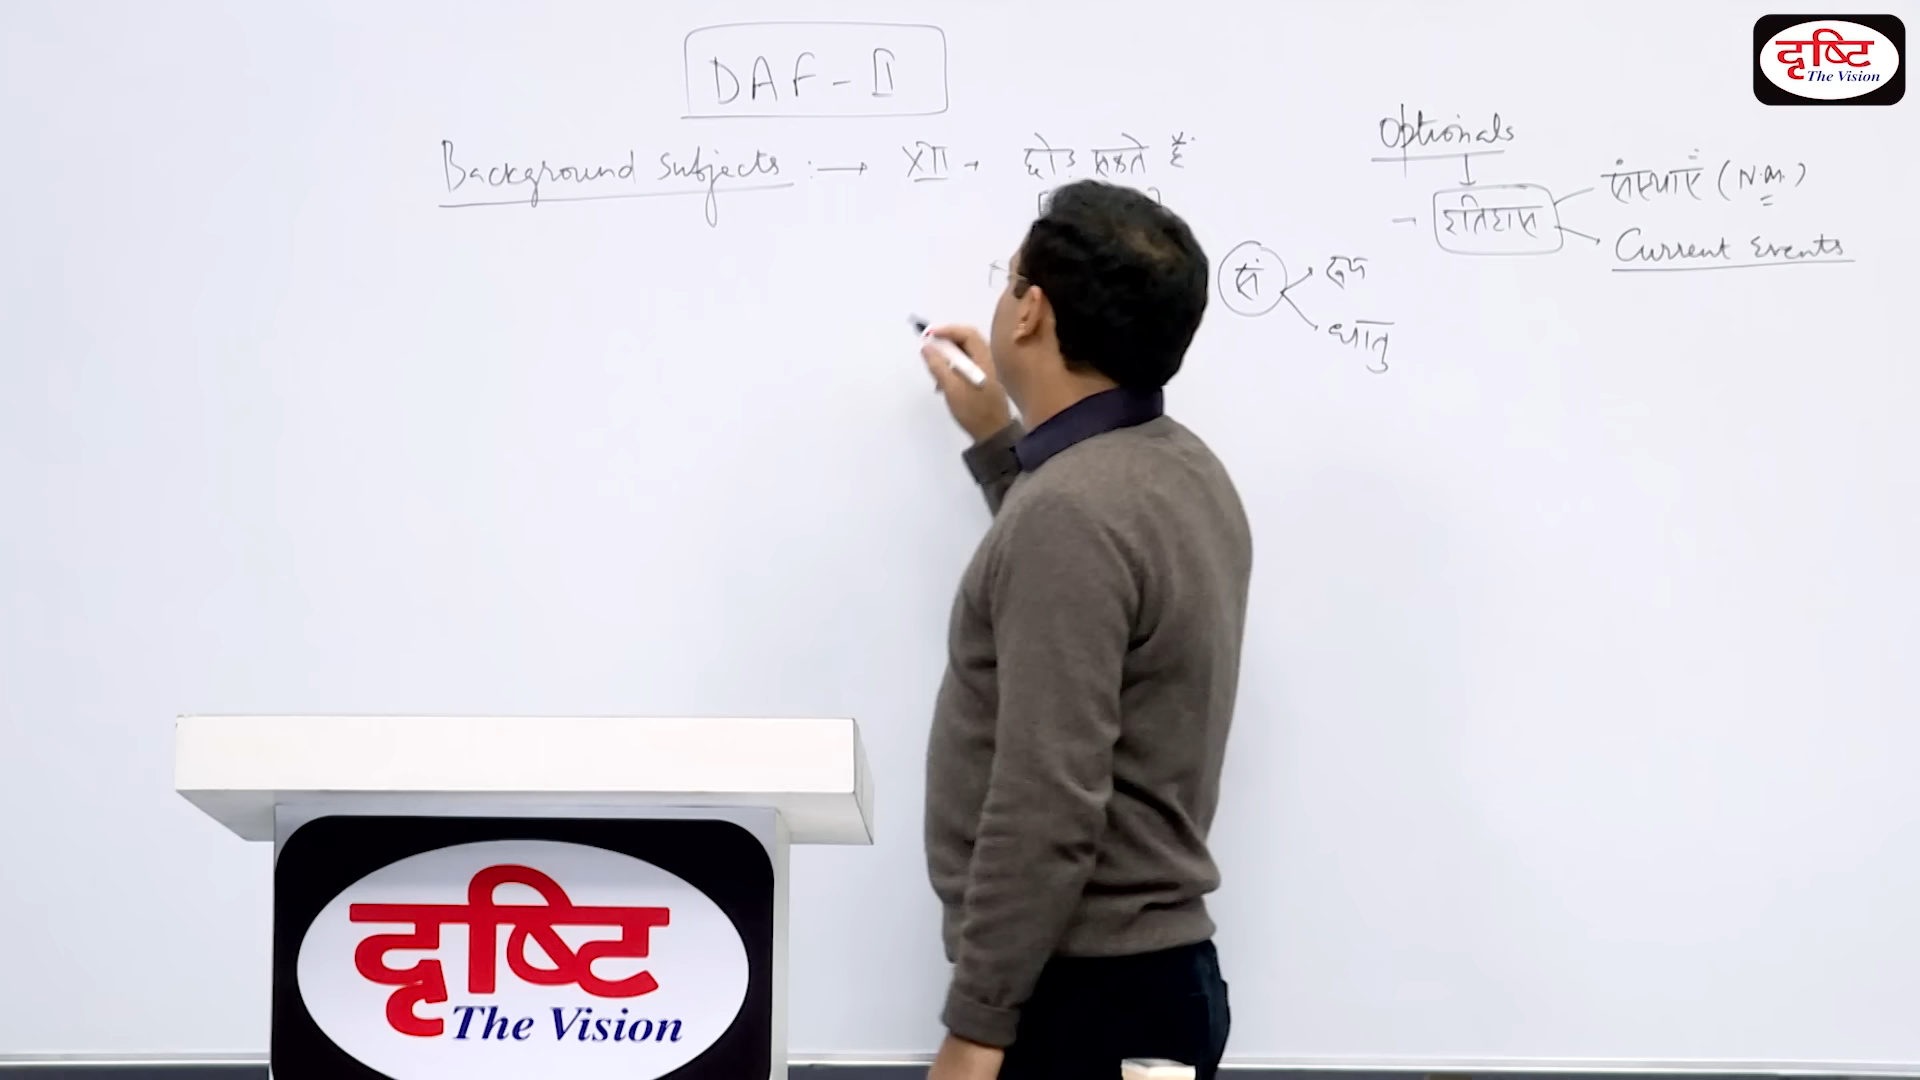 DAF-II
Background Subjects :→ XII → छोड़ सकते हैं
Optionals
→ इतिहास
संस्थाएं (N.M.)
Current Events
सं
रूप
धातु
दृष्टि
The Vision
दृष्टि
The Vision